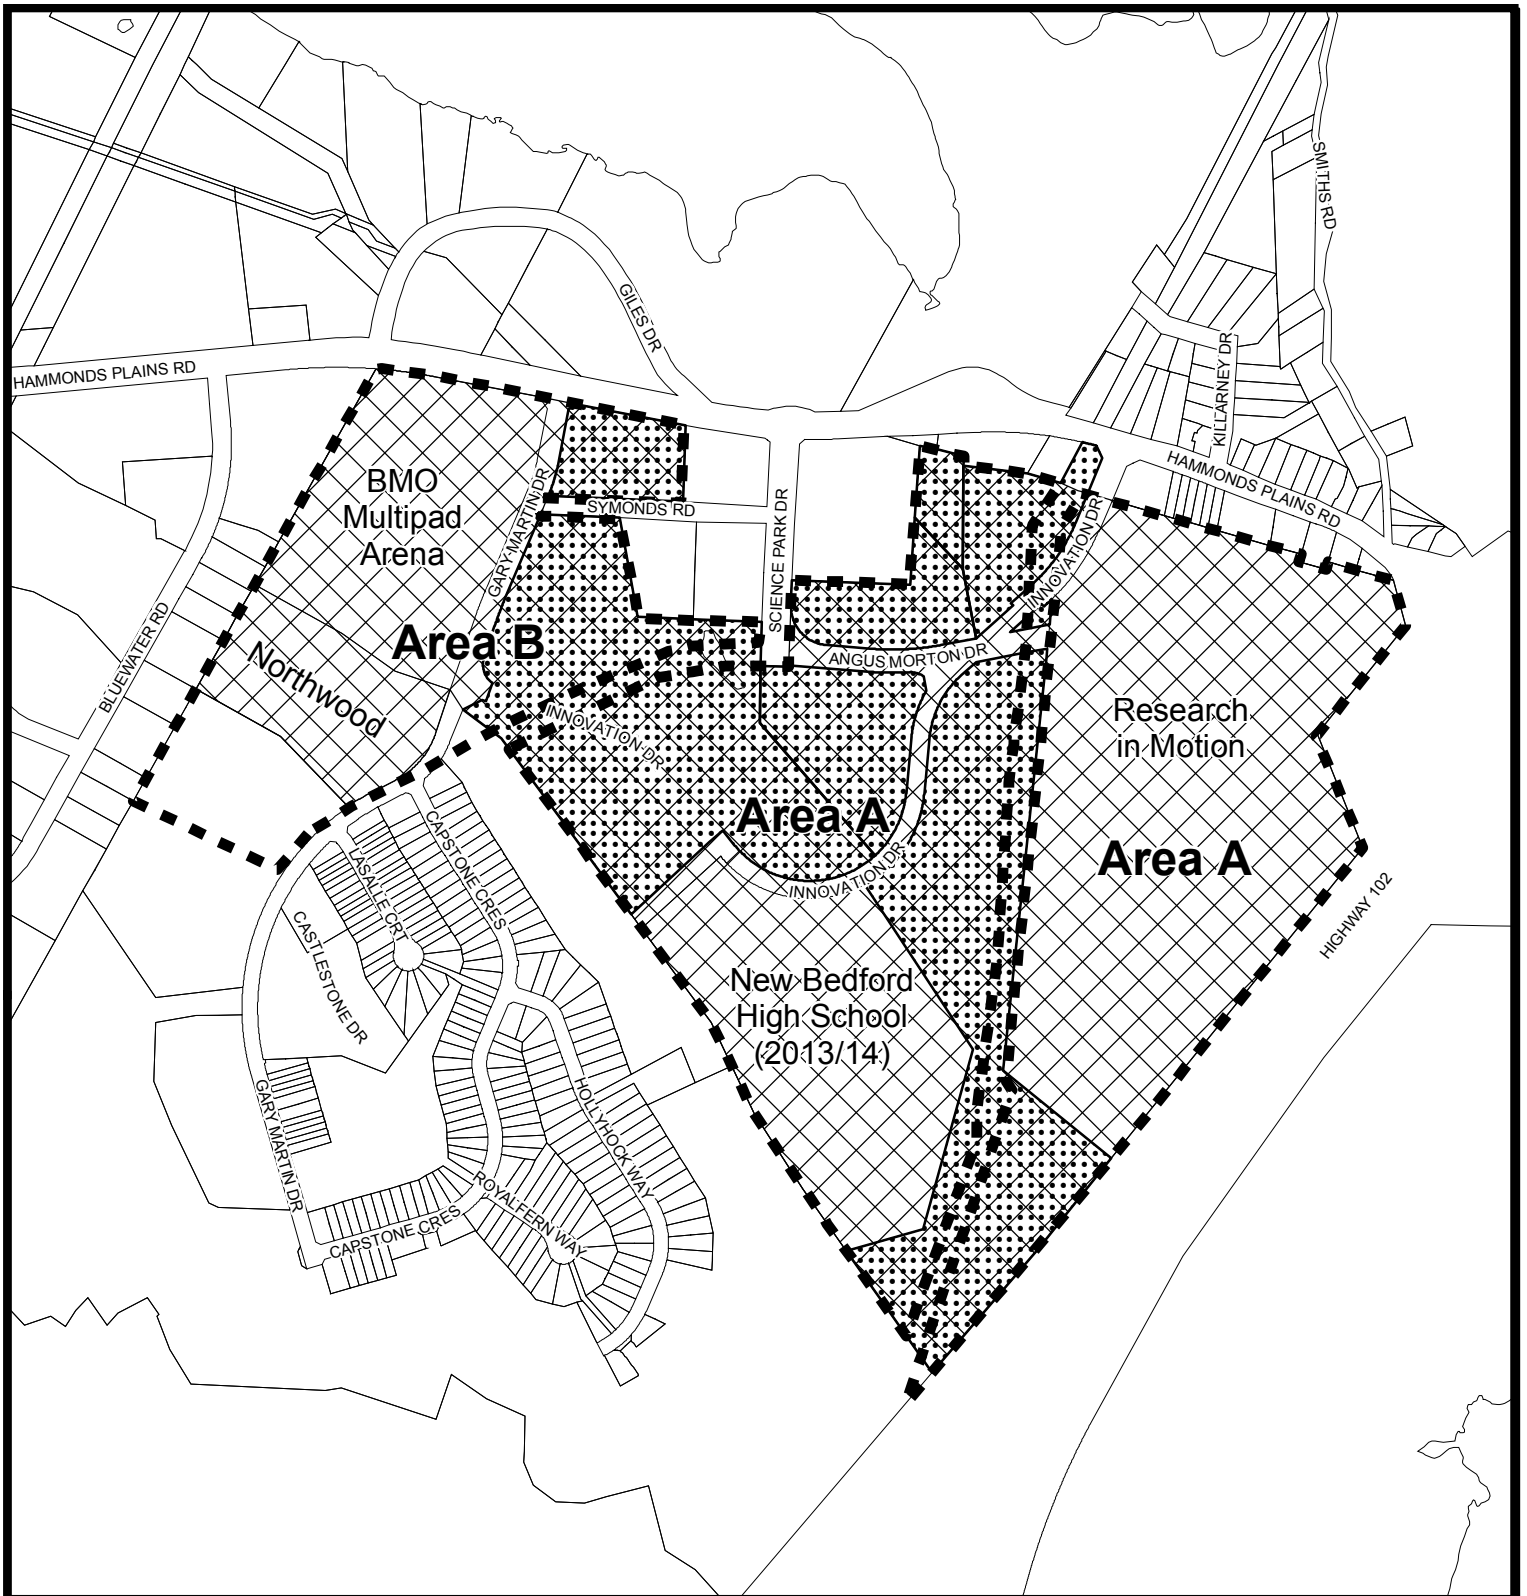 SMITHS RD
GILES DR
HAMMONDS PLAINS RD
KILLARNEY DR
HAMMONDS PLAINS RD
BMO
Multipad
Arena
GARY MARTIN DR
SYMONDS RD
SCIENCE PARK DR
INNOVATION DR
BLUEWATER RD
Area B
Northwood
ANGUS MORTON DR
INNOVATION DR
Research
in Motion
Area A
Area A
CAPSTONE CRES
LASALLE CRT
INNOVATION DR
HIGHWAY 102
CASTLESTONE DR
New Bedford
High School
(2013/14)
GARY MARTIN DR
HOLLYHOCK WAY
ROYALFERN WAY
CAPSTONE CRES